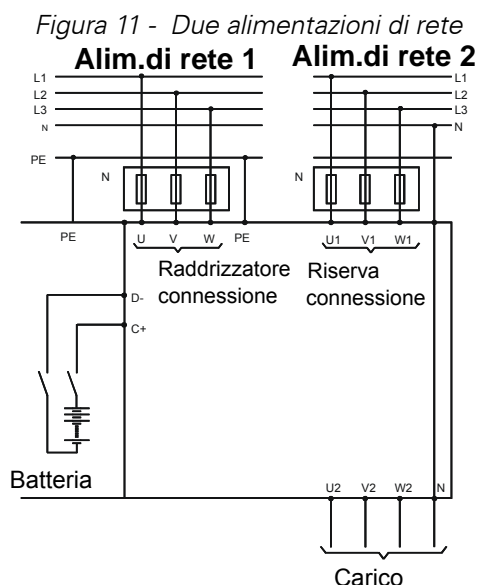 Figura 11 - Due alimentazioni di rete
Alim.di rete 1 Alim.di rete 2
L1 L1
L2 L2
L3 L3
N N
PE
N N
PE U V W PE U1 V1 W1
Raddrizzatore Riserva
connessione connessione
D-
C+
Batteria
U2 V2 W2 N
Carico